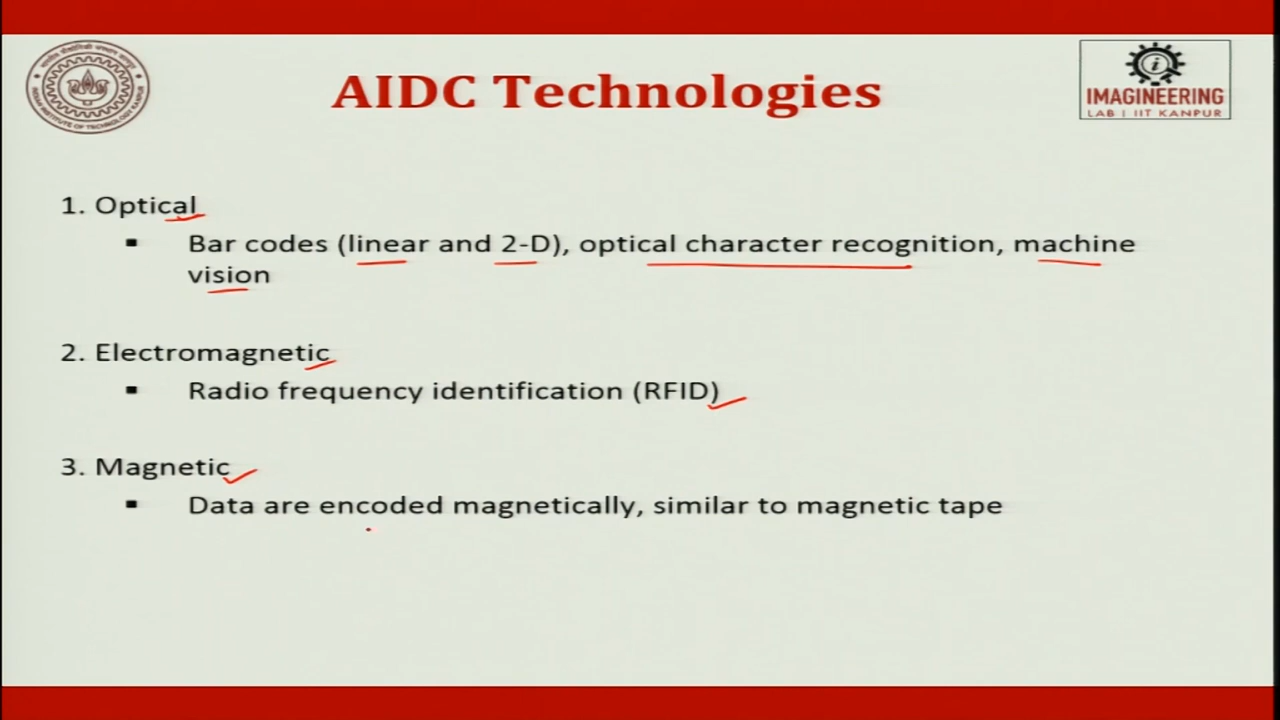 AIDC Technologies
IMAGINEERING
LAB | IIT KANPUR
1. Optical
▪ Bar codes (linear and 2-D), optical character recognition, machine
vision
2. Electromagnetic
▪ Radio frequency identification (RFID)
3. Magnetic
▪ Data are encoded magnetically, similar to magnetic tape